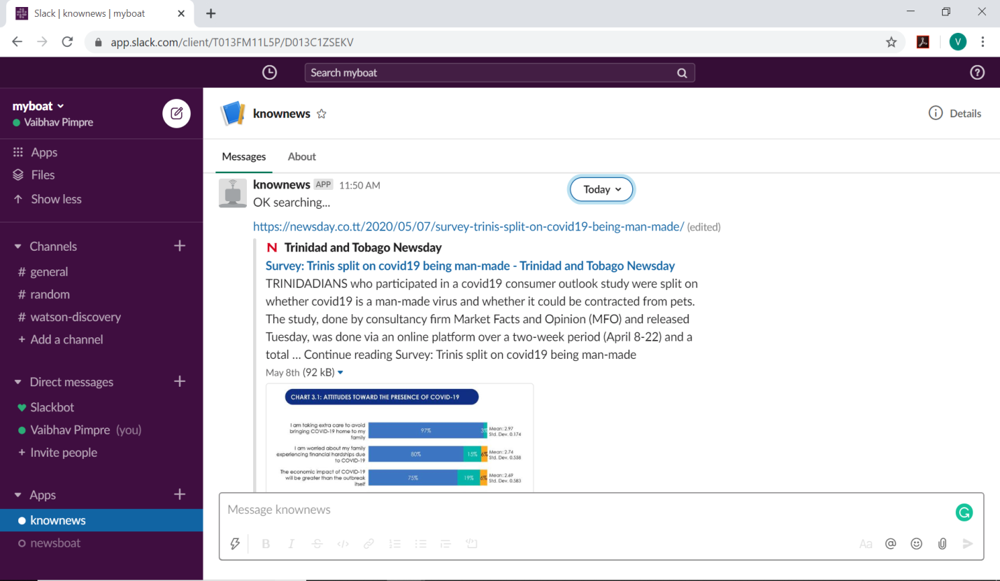 Slack | knownews | myboat
app.slack.com/client/T013FM11L5P/D013C1ZSEKV
V
Search myboat
myboat
Vaibhav Pimpre
Apps
Files
Show less
Channels
# general
# random
# watson-discovery
+ Add a channel
Direct messages
Slackbot
Vaibhav Pimpre (you)
+ Invite people
Apps
knownews
newsboat
knownews
Details
Messages
About
Today
knownews APP 11:50 AM
OK searching...
https://newsday.co.tt/2020/05/07/survey-trinis-split-on-covid19-being-man-made/ (edited)
N Trinidad and Tobago Newsday
Survey: Trinis split on covid19 being man-made - Trinidad and Tobago Newsday
TRINIDADIANS who participated in a covid19 consumer outlook study were split on
whether covid19 is a man-made virus and whether it could be contracted from pets.
The study, done by consultancy firm Market Facts and Opinion (MFO) and released
Tuesday, was done via an online platform over a two-week period (April 8-22) and a
total … Continue reading Survey: Trinis split on covid19 being man-made
May 8th (92 kB)
CHART 3.1: ATTITUDES TOWARD THE PRESENCE OF COVID-19
I am taking extra care to avoid
bringing COVID-19 home to my
family
97% 3% Mean: 2.97
Std. Dev. 0.174
I am worried about my family
experiencing financial hardships due
to COVID-19
80% 15% 6% Mean: 2.74
Std. Dev. 0.558
The economic impact of COVID-19
will be greater than the outbreak
itself
75% 19% 6% Mean: 2.69
Std. Dev. 0.583
Message knownews
B I Aa @